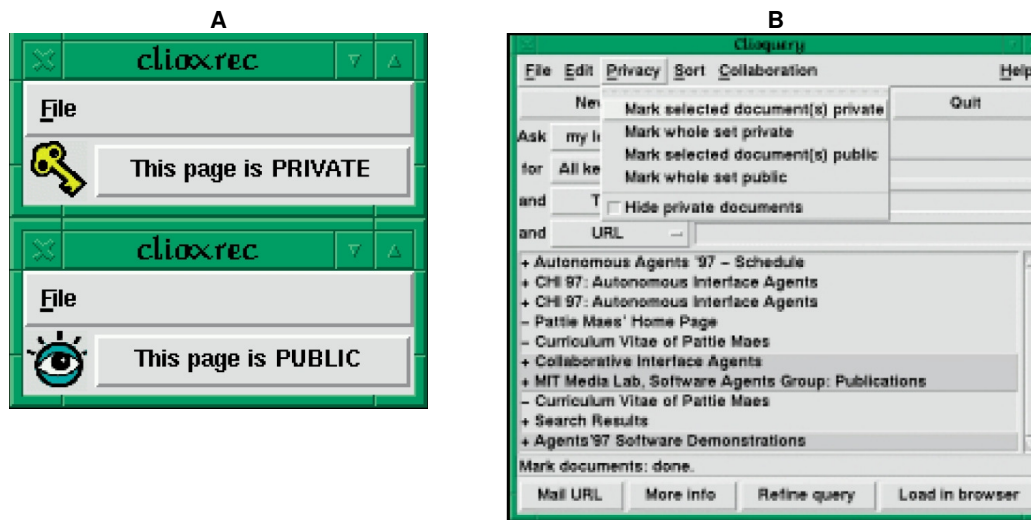 A
clioxrec
File
This page is PRIVATE
clioxrec
File
This page is PUBLIC
B
Clioquery
File Edit Privacy Sort Collaboration Help
Quit
Mark selected document(s) private
Mark whole set private
Mark selected document(s) public
Mark whole set public
Hide private documents
Ask my
for All
and
and URL
+ Autonomous Agents '97 – Schedule
+ CHI 97: Autonomous Interface Agents
+ CHI 97: Autonomous Interface Agents
– Pattie Maes' Home Page
– Curriculum Vitae of Pattie Maes
+ Collaborative Interface Agents
+ MIT Media Lab, Software Agents Group: Publications
– Curriculum Vitae of Pattie Maes
+ Search Results
+ Agents'97 Software Demonstrations
Mark documents: done.
Mail URL More info Refine query Load in browser